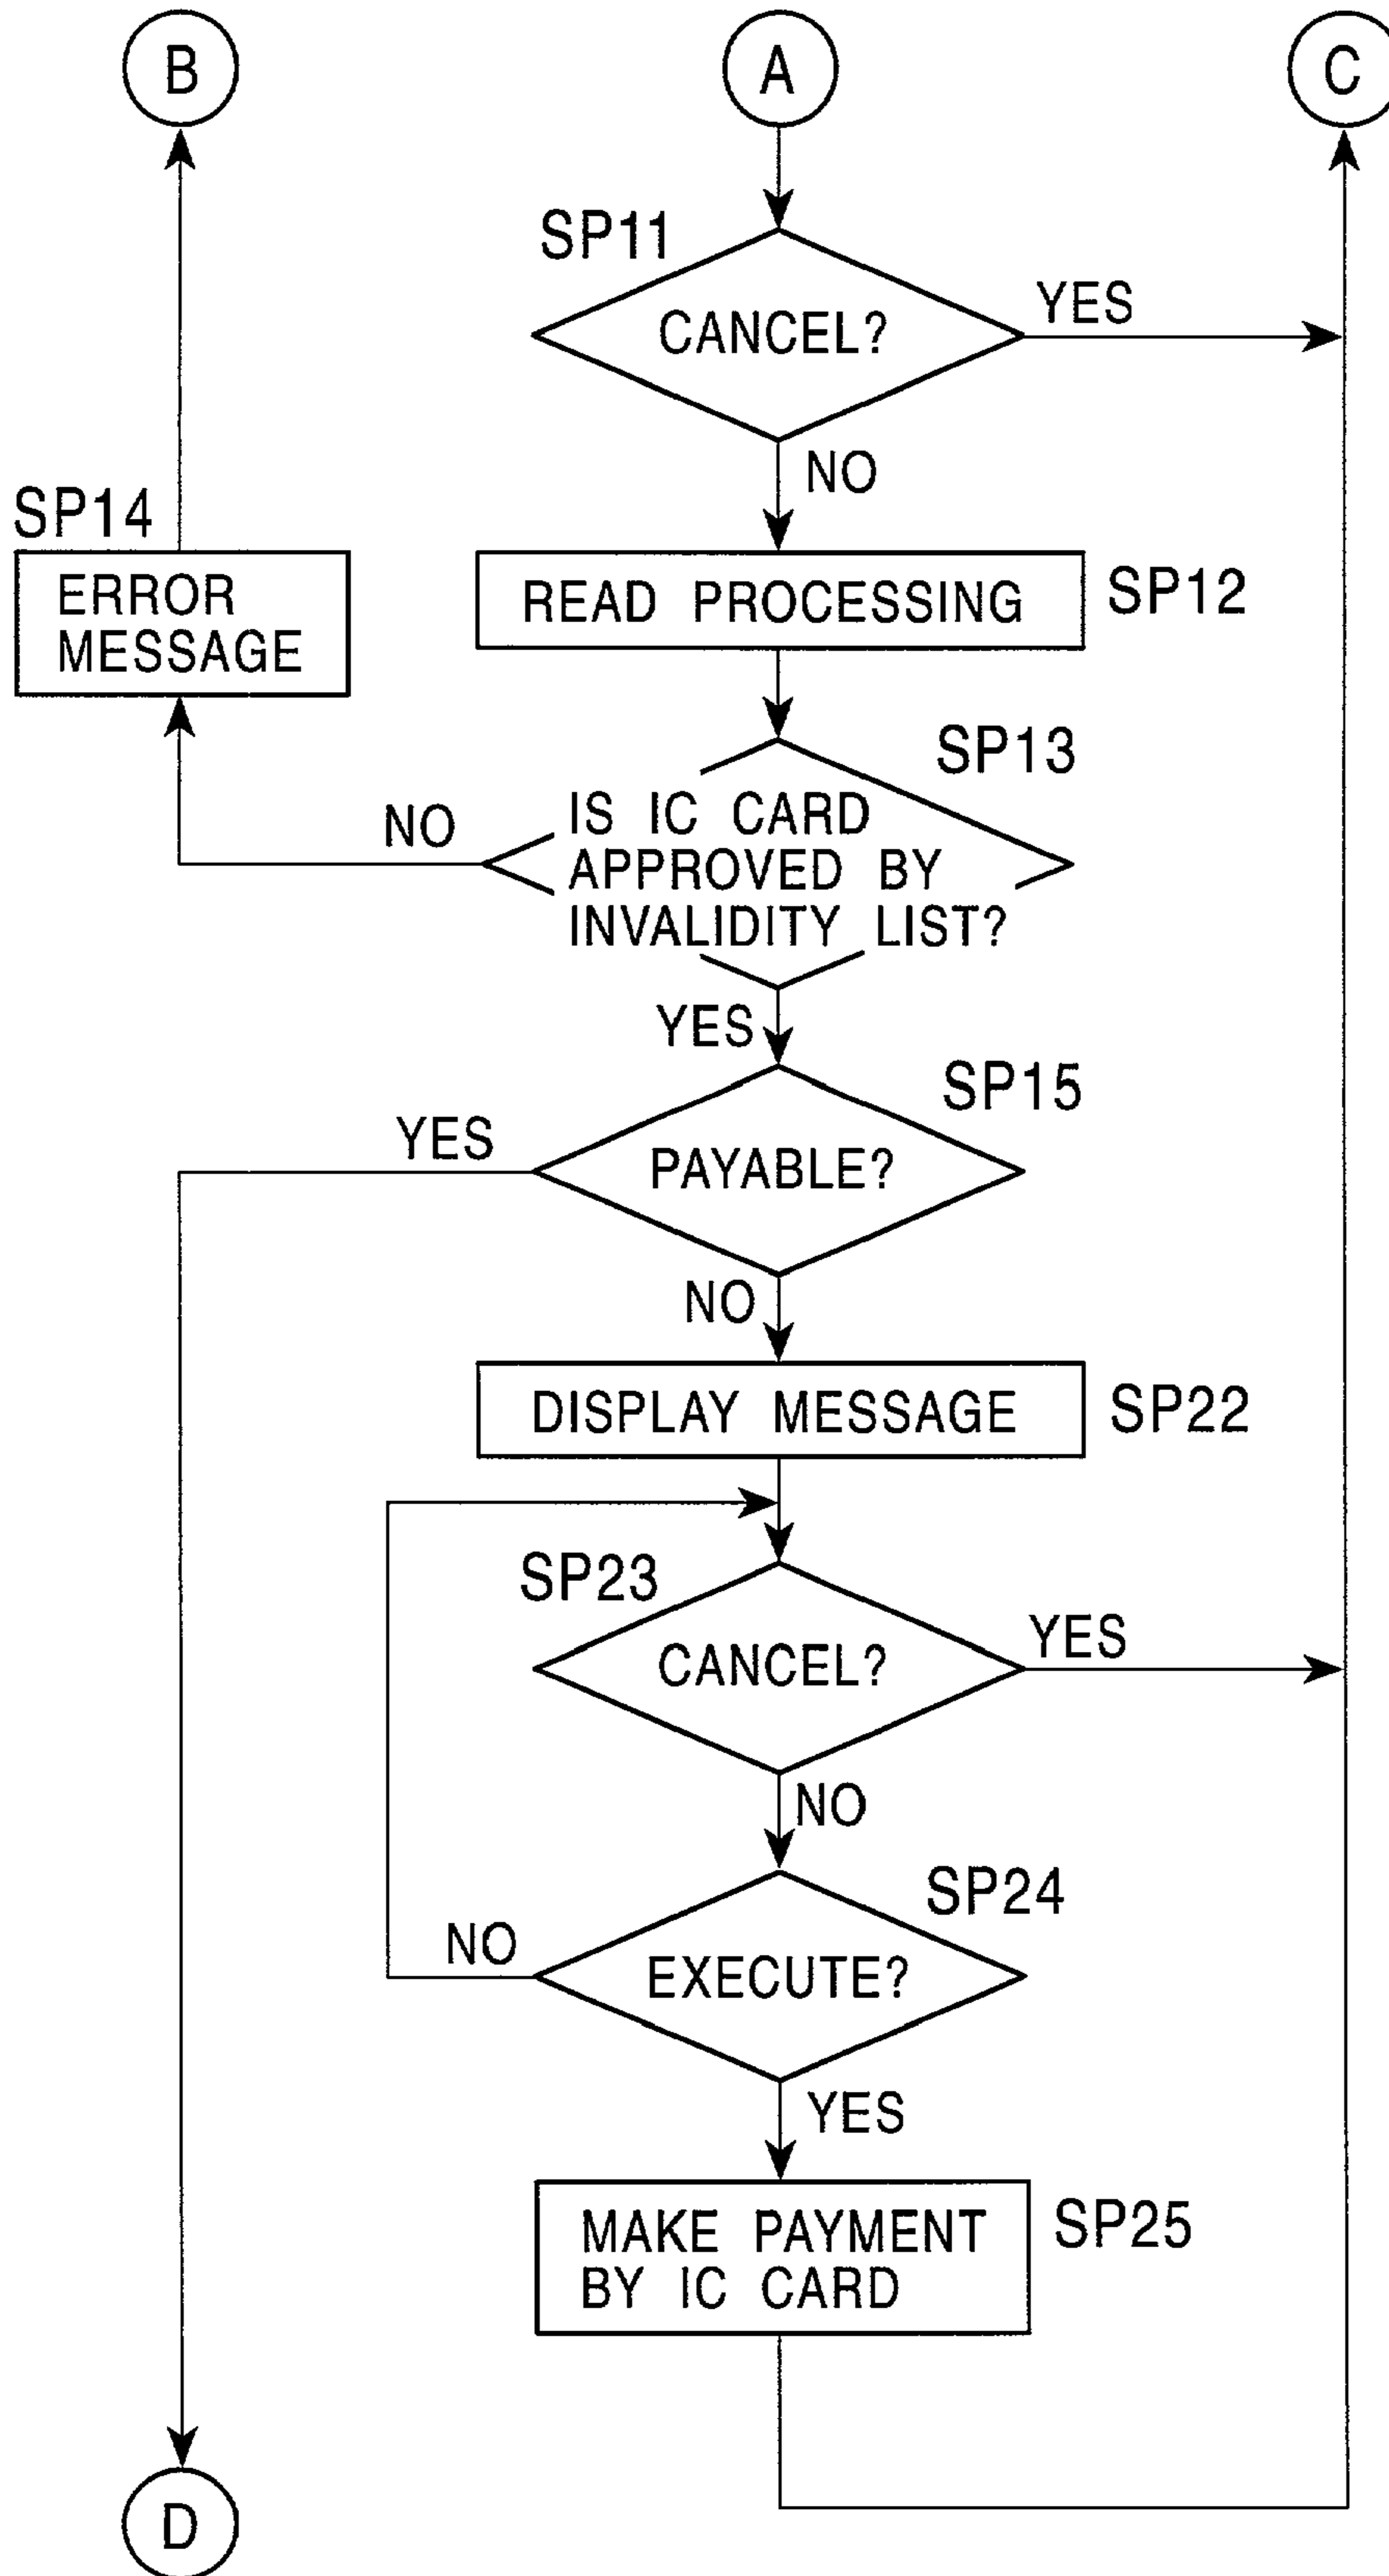 B
A
C
SP11
CANCEL?
YES
NO
SP14
ERROR
MESSAGE
READ PROCESSING
SP12
SP13
NO
IS IC CARD
APPROVED BY
INVALIDITY LIST?
YES
SP15
YES
PAYABLE?
NO
DISPLAY MESSAGE
SP22
SP23
CANCEL?
YES
NO
SP24
NO
EXECUTE?
YES
MAKE PAYMENT
BY IC CARD
SP25
D